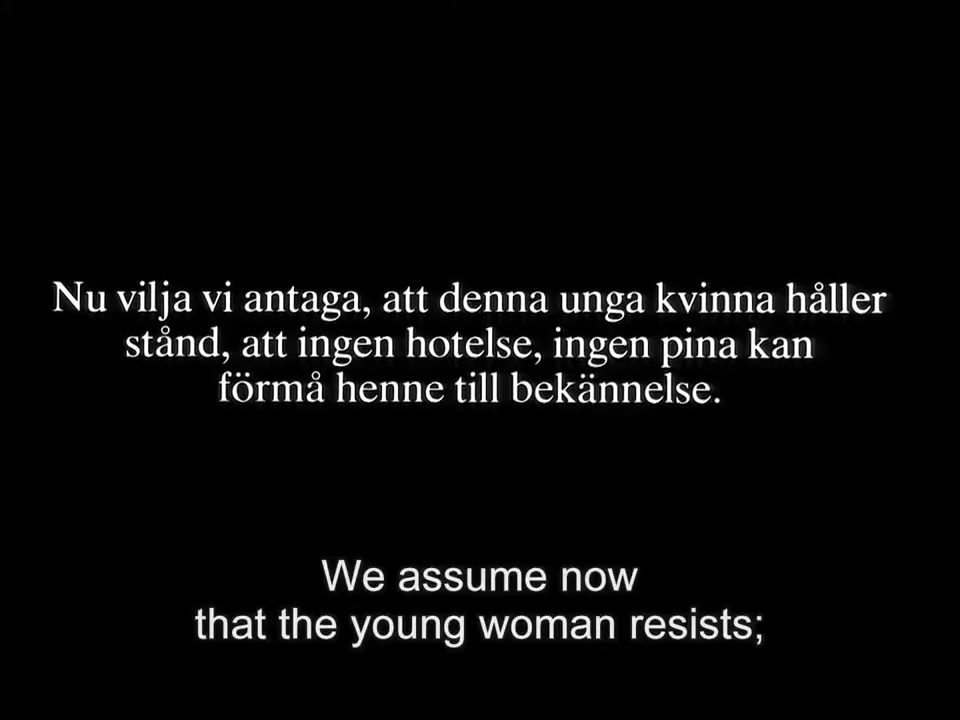 Nu vilja vi antaga, att denna unga kvinna håller
stånd, att ingen hotelse, ingen pina kan
förmå henne till bekännelse.
We assume now
that the young woman resists;